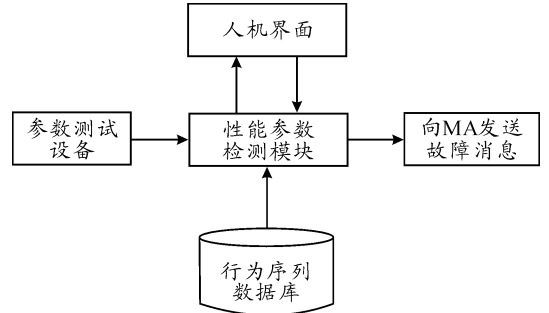 人机界面
参数测试
设备
性能参数
检测模块
向MA发送
故障消息
行为序列
数据库